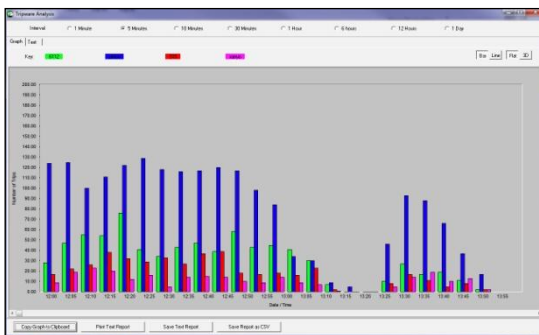 Tripware Analysis
Interval 1 Minute 5 Minutes 10 Minutes 30 Minutes 1 Hour 6 hours 12 Hours 1 Day
Graph Text
Key: Bar Line Flat 3D
200.00
190.00
180.00
170.00
160.00
150.00
140.00
130.00
120.00
110.00
100.00
90.00
80.00
70.00
60.00
50.00
40.00
30.00
20.00
10.00
0.00
Number of Trips
12:00 12:05 12:10 12:15 12:20 12:25 12:30 12:35 12:40 12:45 12:50 12:55 13:00 13:05 13:10 13:15 13:20 13:25 13:30 13:35 13:40 13:45 13:50 13:55
Date / Time
Copy Graph to Clipboard Print Text Report Save Text Report Save Report as CSV